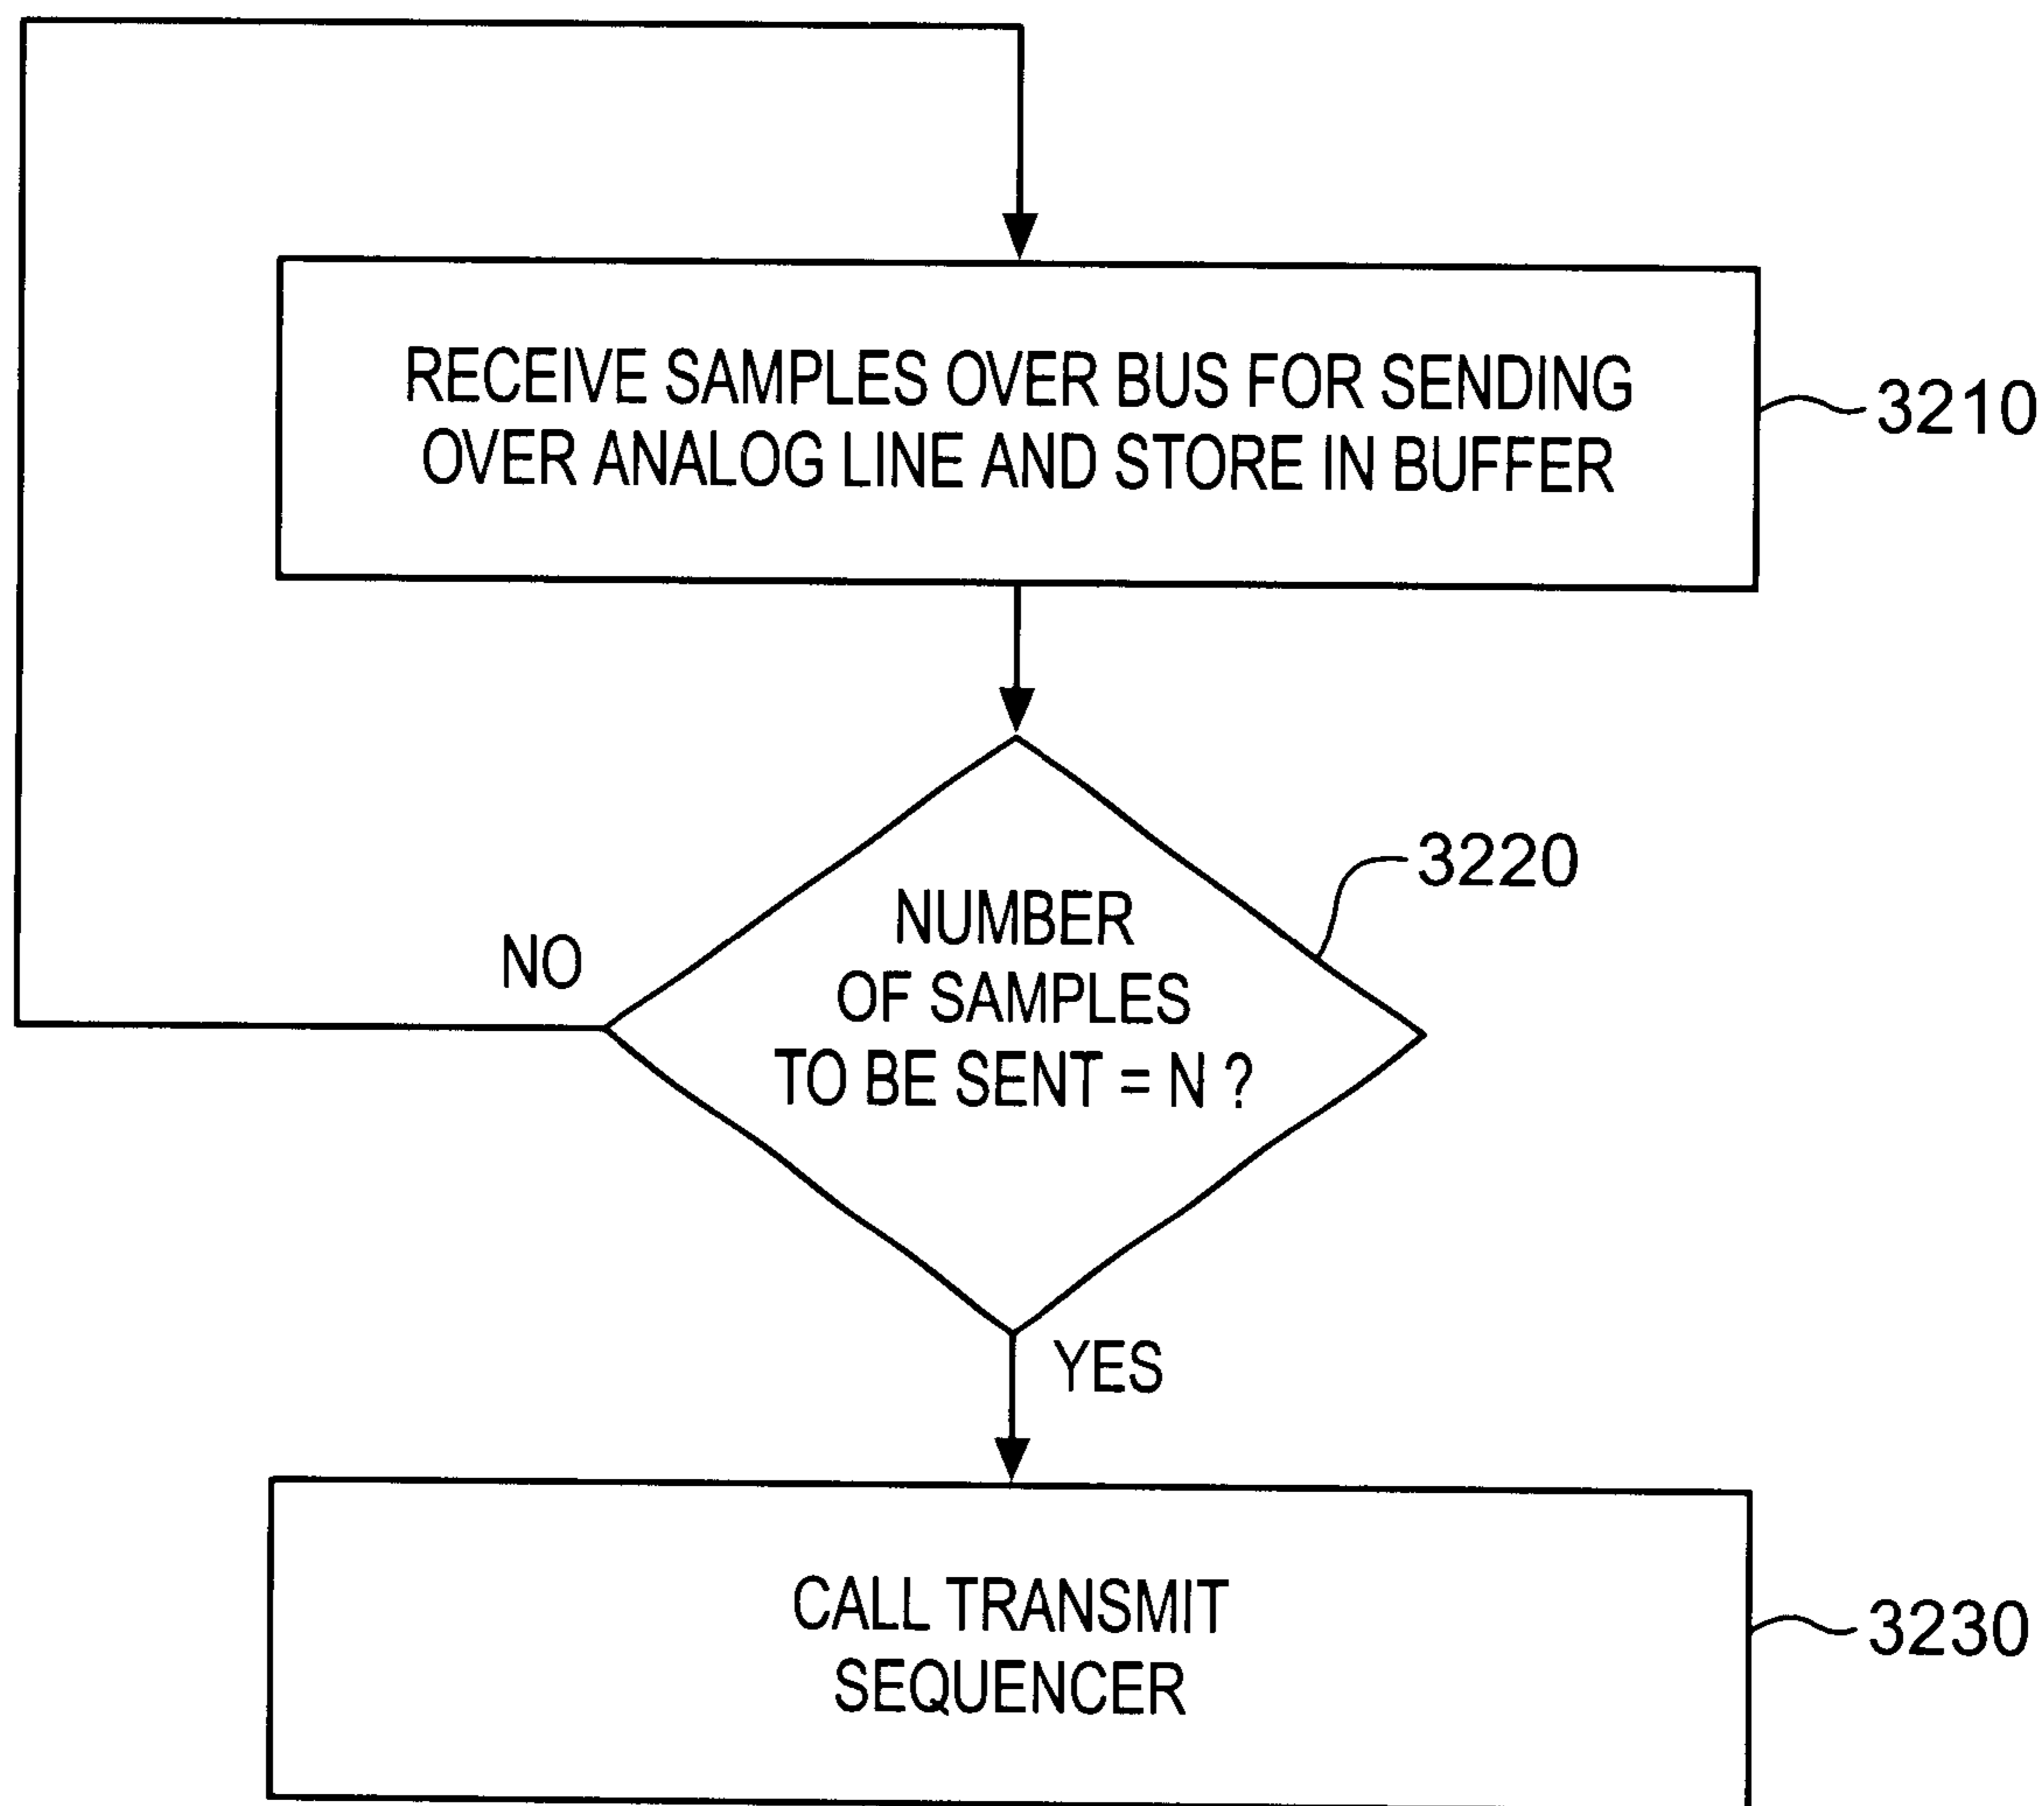 RECEIVE SAMPLES OVER BUS FOR SENDING
OVER ANALOG LINE AND STORE IN BUFFER
3210
3220
NUMBER
OF SAMPLES
TO BE SENT = N ?
NO
YES
CALL TRANSMIT
SEQUENCER
3230